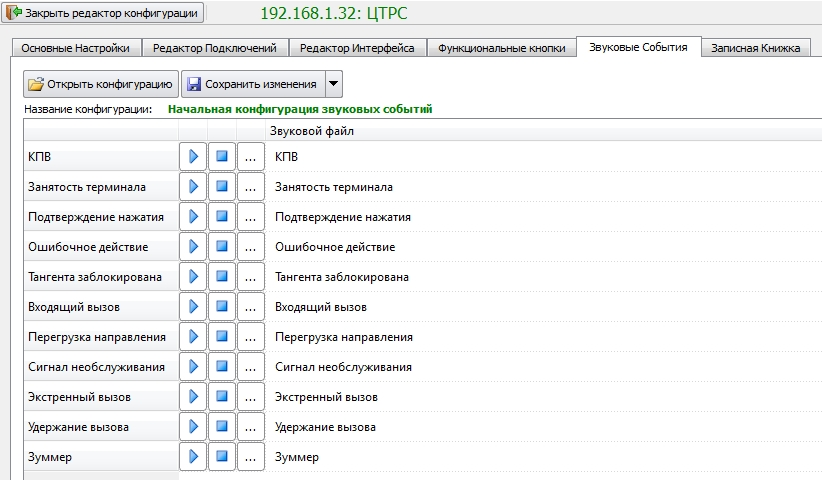 Закрыть редактор конфигурации 192.168.1.32: ЦТРС
Основные Настройки Редактор Подключений Редактор Интерфейса Функциональные кнопки Звуковые События Записная Книжка
Открыть конфигурацию Сохранить изменения
Название конфигурации: Начальная конфигурация звуковых событий
Звуковой файл
КПВ ... КПВ
Занятость терминала ... Занятость терминала
Подтверждение нажатия ... Подтверждение нажатия
Ошибочное действие ... Ошибочное действие
Тангента заблокирована ... Тангента заблокирована
Входящий вызов ... Входящий вызов
Перегрузка направления ... Перегрузка направления
Сигнал необслуживания ... Сигнал необслуживания
Экстренный вызов ... Экстренный вызов
Удержание вызова ... Удержание вызова
Зуммер ... Зуммер